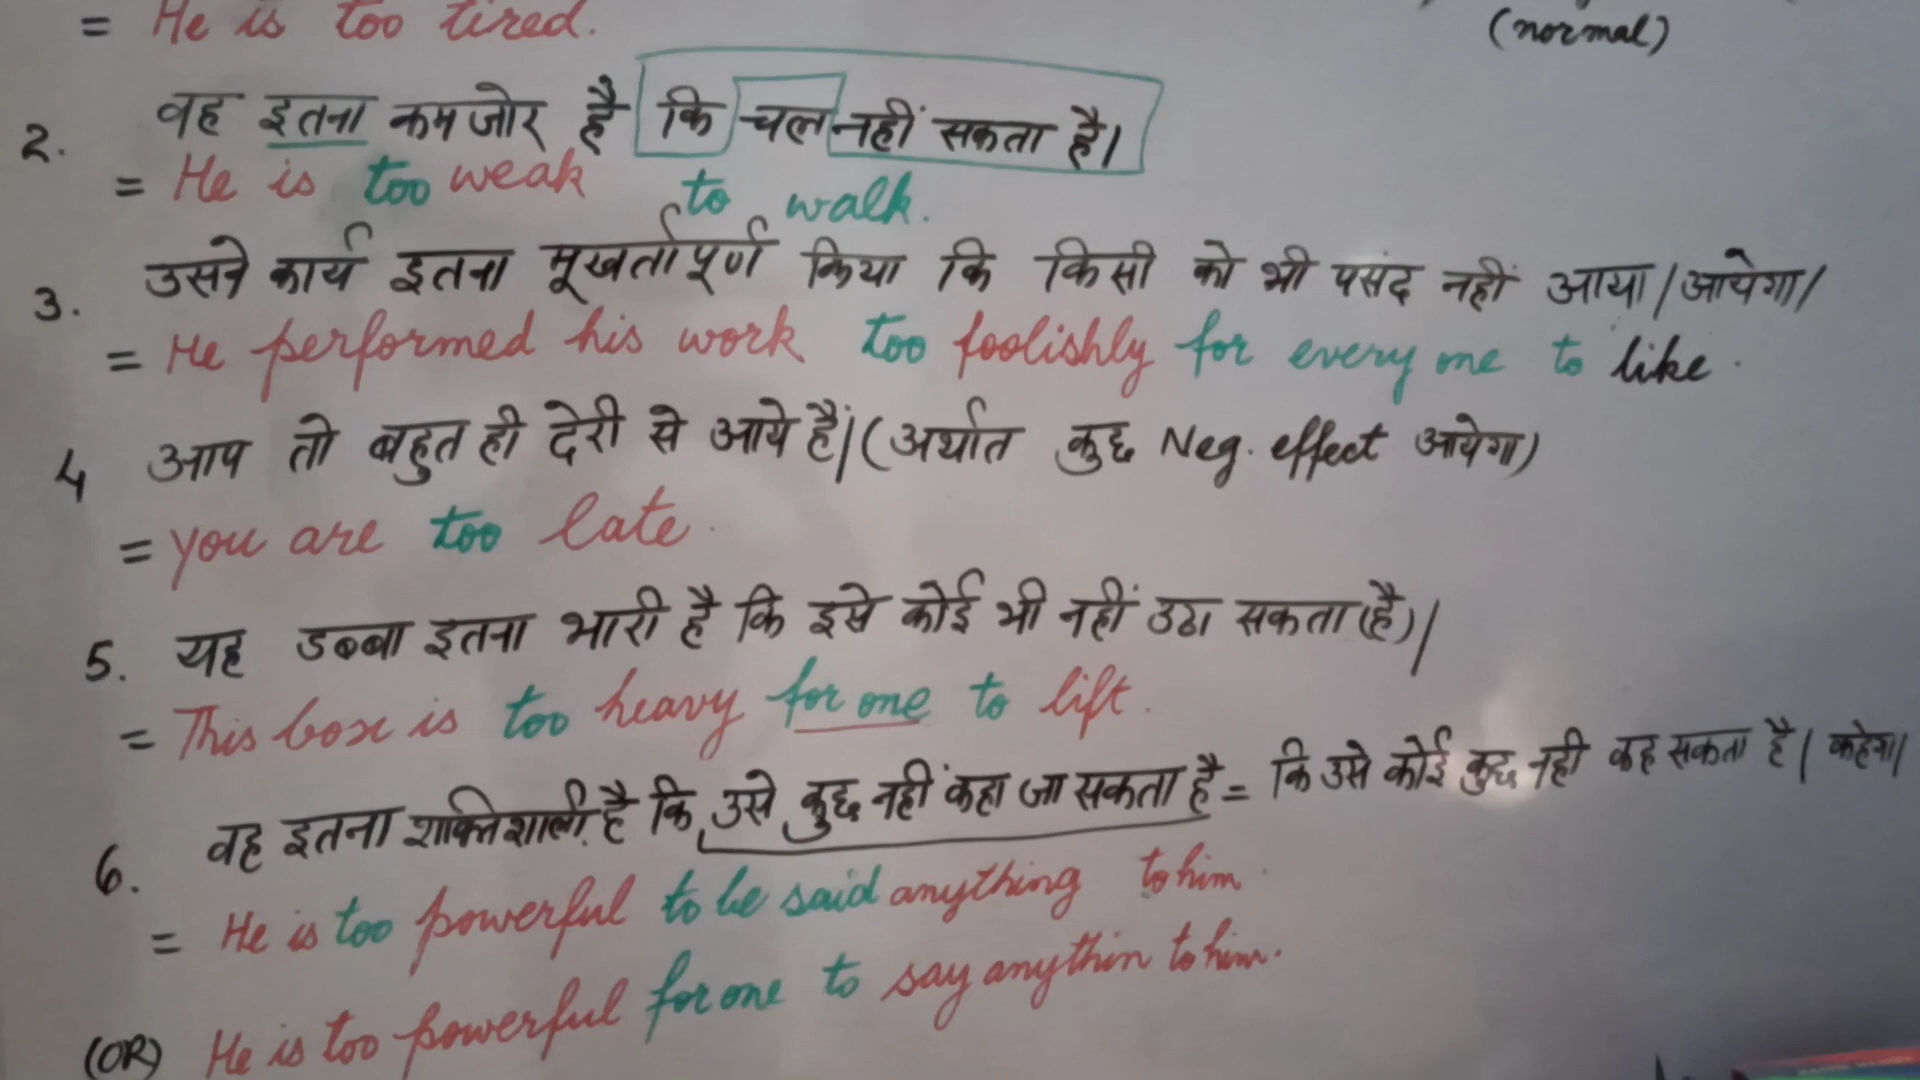 = He is too tired.
(normal)
2. वह इतना कमजोर है कि चल नहीं सकता है।
= He is too weak to walk.
3. उसने कार्य इतना मूर्खतापूर्ण किया कि किसी को भी पसंद नहीं आया/आयेगा/
= He performed his work too foolishly for every one to like.
4 आप तो बहुत ही देरी से आये हैं|(अर्थात कुछ Neg. effect आयेगा)
= you are too late.
5. यह डब्बा इतना भारी है कि इसे कोई भी नहीं उठा सकता (है)|
= This box is too heavy for one to lift.
6. वह इतना शक्तिशाली है कि उसे कुछ नहीं कहा जा सकता है = कि उसे कोई कुछ नही कह सकता है | कहेगा|
= He is too powerful to be said anything to him.
(OR) He is too powerful for one to say anythin to him.